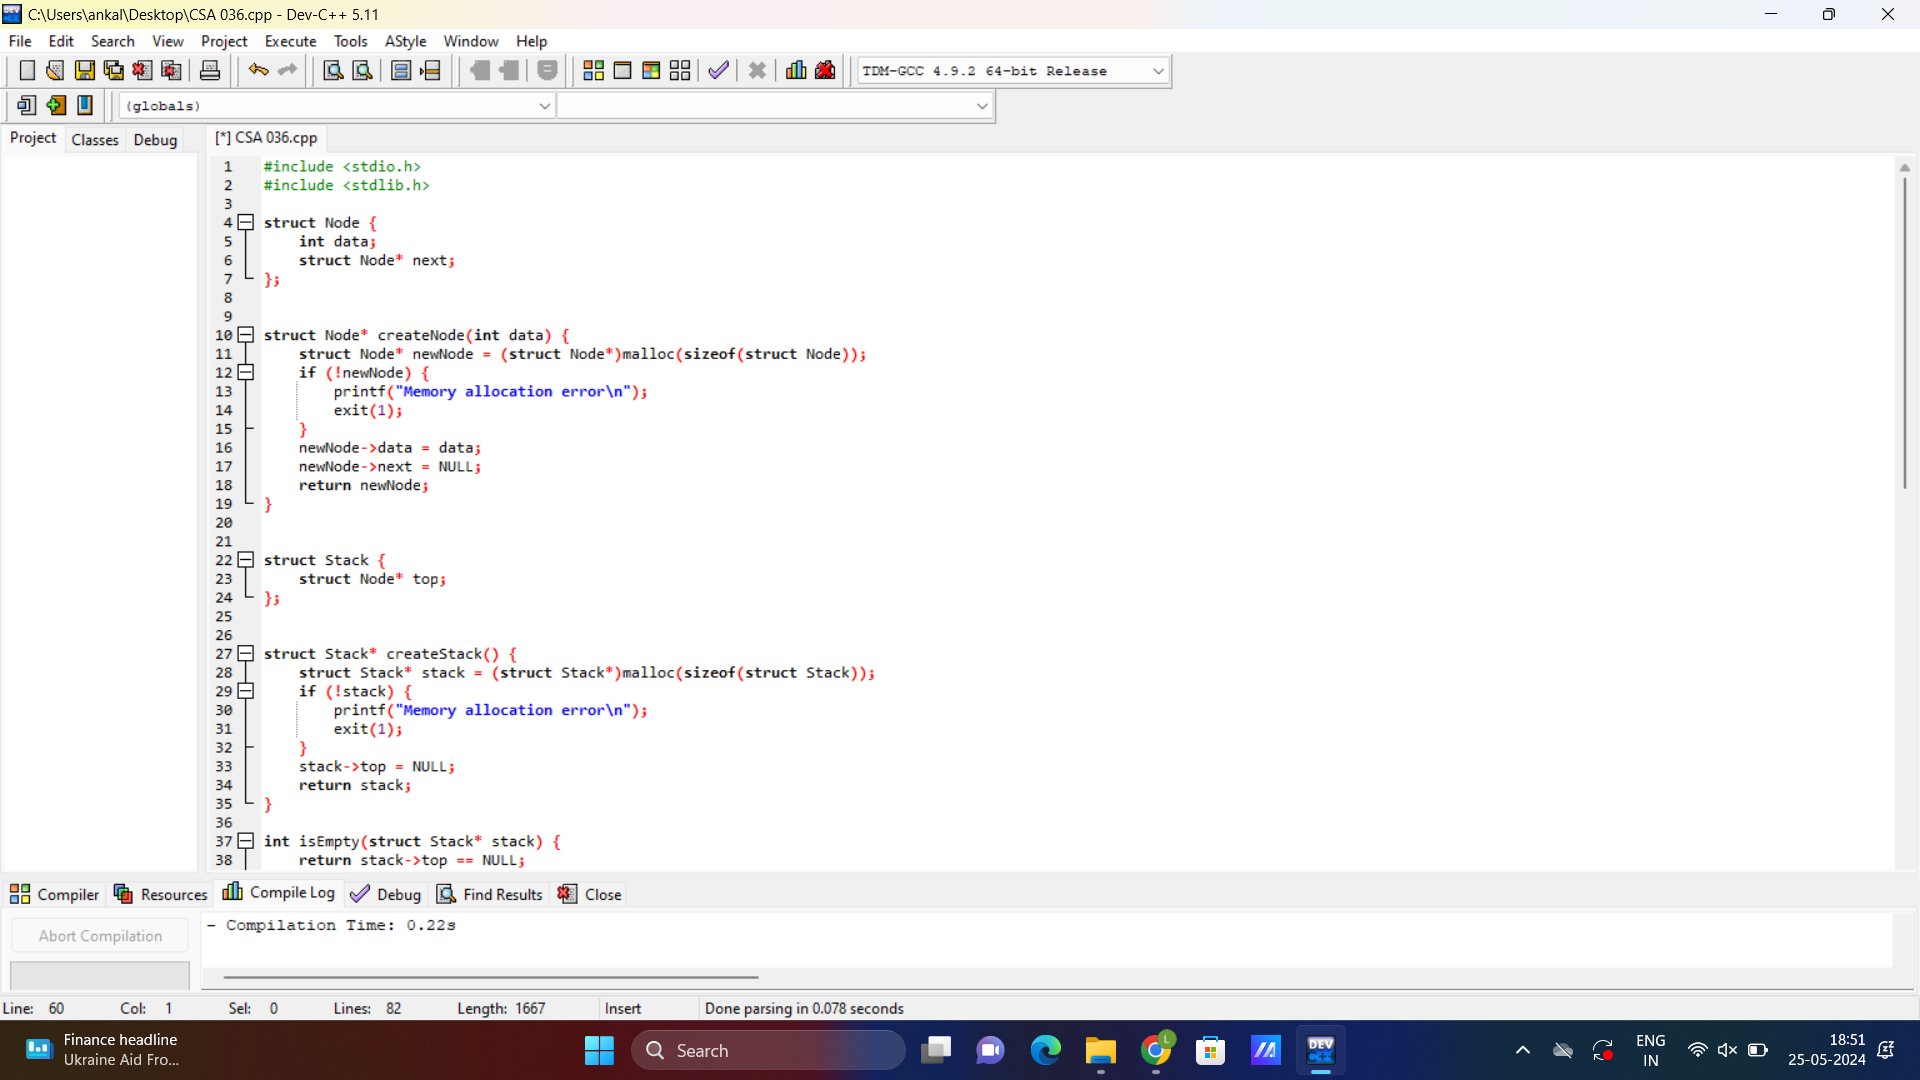 C:\Users\ankal\Desktop\CSA 036.cpp - Dev-C++ 5.11
File Edit Search View Project Execute Tools AStyle Window Help
TDM-GCC 4.9.2 64-bit Release
(globals)
Project Classes Debug [*] CSA 036.cpp
1 #include <stdio.h>
2 #include <stdlib.h>
3
4 struct Node {
5 int data;
6 struct Node* next;
7 };
8
9
10 struct Node* createNode(int data) {
11 struct Node* newNode = (struct Node*)malloc(sizeof(struct Node));
12 if (!newNode) {
13 printf("Memory allocation error\n");
14 exit(1);
15 }
16 newNode->data = data;
17 newNode->next = NULL;
18 return newNode;
19 }
20
21
22 struct Stack {
23 struct Node* top;
24 };
25
26
27 struct Stack* createStack() {
28 struct Stack* stack = (struct Stack*)malloc(sizeof(struct Stack));
29 if (!stack) {
30 printf("Memory allocation error\n");
31 exit(1);
32 }
33 stack->top = NULL;
34 return stack;
35 }
36
37 int isEmpty(struct Stack* stack) {
38 return stack->top == NULL;
Compiler Resources Compile Log Debug Find Results Close
Abort Compilation
- Compilation Time: 0.22s
Line: 60 Col: 1 Sel: 0 Lines: 82 Length: 1667 Insert Done parsing in 0.078 seconds
Finance headline
Ukraine Aid Fro...
Search
L
DEV
C++
ENG
IN
18:51
25-05-2024